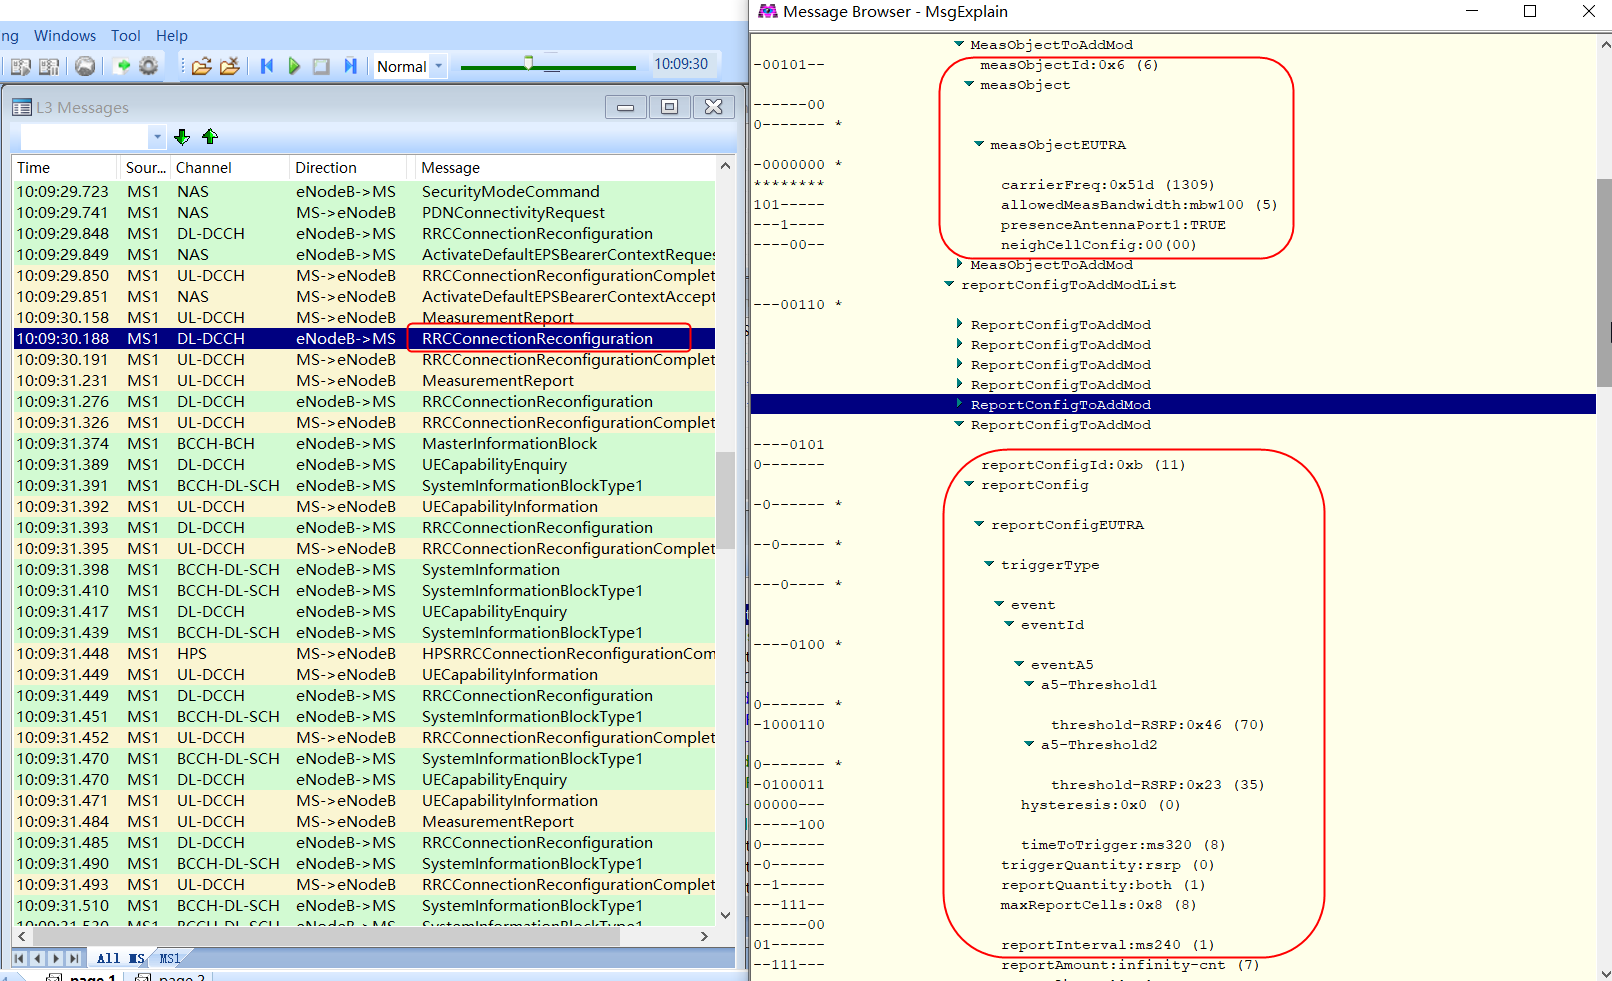 ng Windows Tool Help
Normal 10:09:30
L3 Messages
Time Sour... Channel Direction Message
10:09:29.723 MS1 NAS eNodeB->MS SecurityModeCommand
10:09:29.741 MS1 NAS MS->eNodeB PDNConnectivityRequest
10:09:29.848 MS1 DL-DCCH eNodeB->MS RRCConnectionReconfiguration
10:09:29.849 MS1 NAS eNodeB->MS ActivateDefaultEPSBearerContextReques
10:09:29.850 MS1 UL-DCCH MS->eNodeB RRCConnectionReconfigurationComplet
10:09:29.851 MS1 NAS MS->eNodeB ActivateDefaultEPSBearerContextAccept
10:09:30.158 MS1 UL-DCCH MS->eNodeB MeasurementReport
10:09:30.188 MS1 DL-DCCH eNodeB->MS RRCConnectionReconfiguration
10:09:30.191 MS1 UL-DCCH MS->eNodeB RRCConnectionReconfigurationComplet
10:09:31.231 MS1 UL-DCCH MS->eNodeB MeasurementReport
10:09:31.276 MS1 DL-DCCH eNodeB->MS RRCConnectionReconfiguration
10:09:31.326 MS1 UL-DCCH MS->eNodeB RRCConnectionReconfigurationComplet
10:09:31.374 MS1 BCCH-BCH eNodeB->MS MasterInformationBlock
10:09:31.389 MS1 DL-DCCH eNodeB->MS UECapabilityEnquiry
10:09:31.391 MS1 BCCH-DL-SCH eNodeB->MS SystemInformationBlockType1
10:09:31.392 MS1 UL-DCCH MS->eNodeB UECapabilityInformation
10:09:31.393 MS1 DL-DCCH eNodeB->MS RRCConnectionReconfiguration
10:09:31.395 MS1 UL-DCCH MS->eNodeB RRCConnectionReconfigurationComplet
10:09:31.398 MS1 BCCH-DL-SCH eNodeB->MS SystemInformation
10:09:31.410 MS1 BCCH-DL-SCH eNodeB->MS SystemInformationBlockType1
10:09:31.417 MS1 DL-DCCH eNodeB->MS UECapabilityEnquiry
10:09:31.439 MS1 BCCH-DL-SCH eNodeB->MS SystemInformationBlockType1
10:09:31.448 MS1 HPS MS->eNodeB HPSRRCConnectionReconfigurationCom
10:09:31.449 MS1 UL-DCCH MS->eNodeB UECapabilityInformation
10:09:31.449 MS1 DL-DCCH eNodeB->MS RRCConnectionReconfiguration
10:09:31.451 MS1 BCCH-DL-SCH eNodeB->MS SystemInformationBlockType1
10:09:31.452 MS1 UL-DCCH MS->eNodeB RRCConnectionReconfigurationComplet
10:09:31.470 MS1 BCCH-DL-SCH eNodeB->MS SystemInformationBlockType1
10:09:31.470 MS1 DL-DCCH eNodeB->MS UECapabilityEnquiry
10:09:31.471 MS1 UL-DCCH MS->eNodeB UECapabilityInformation
10:09:31.484 MS1 UL-DCCH MS->eNodeB MeasurementReport
10:09:31.485 MS1 DL-DCCH eNodeB->MS RRCConnectionReconfiguration
10:09:31.490 MS1 BCCH-DL-SCH eNodeB->MS SystemInformationBlockType1
10:09:31.493 MS1 UL-DCCH MS->eNodeB RRCConnectionReconfigurationComplet
10:09:31.510 MS1 BCCH-DL-SCH eNodeB->MS SystemInformationBlockType1
All MS MS1
page 1 page 2
Message Browser - MsgExplain
MeasObjectToAddMod
-00101-- measObjectId:0x6 (6)
measObject
------00
0------- *
measObjectEUTRA
-0000000 *
******** carrierFreq:0x51d (1309)
101----- allowedMeasBandwidth:mbw100 (5)
---1---- presenceAntennaPort1:TRUE
----00-- neighCellConfig:00(00)
MeasObjectToAddMod
reportConfigToAddModList
---00110 *
ReportConfigToAddMod
ReportConfigToAddMod
ReportConfigToAddMod
ReportConfigToAddMod
ReportConfigToAddMod
ReportConfigToAddMod
----0101
0------- reportConfigId:0xb (11)
reportConfig
-0------ *
reportConfigEUTRA
--0----- *
triggerType
---0---- *
event
eventId
----0100 *
eventA5
a5-Threshold1
0------- *
-1000110 threshold-RSRP:0x46 (70)
a5-Threshold2
0------- *
-0100011 threshold-RSRP:0x23 (35)
00000--- hysteresis:0x0 (0)
-----100
0------- timeToTrigger:ms320 (8)
-0------ triggerQuantity:rsrp (0)
--1----- reportQuantity:both (1)
---111-- maxReportCells:0x8 (8)
------00
01------ reportInterval:ms240 (1)
--111--- reportAmount:infinity-cnt (7)